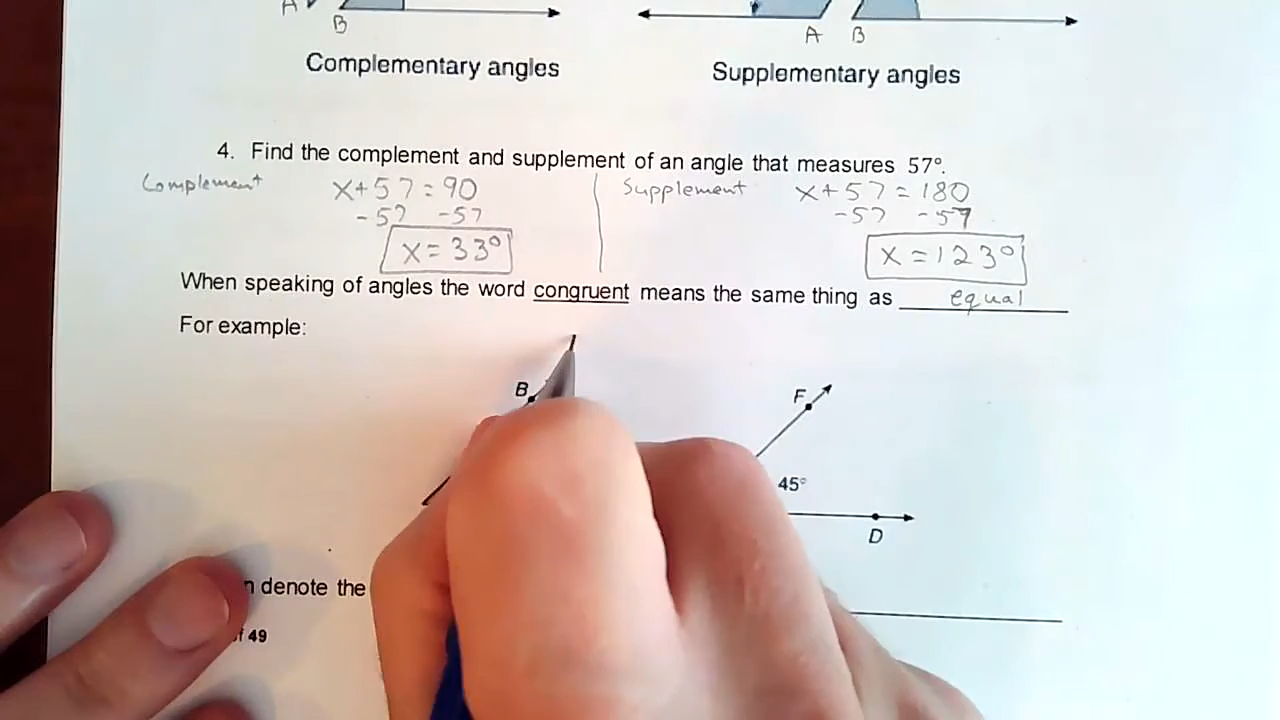 A B A B
Complementary angles Supplementary angles
4. Find the complement and supplement of an angle that measures 57°.
Complement x+57=90 Supplement x+57=180
-57 -57 -57 -57
x=33° x=123°
When speaking of angles the word congruent means the same thing as equal
For example:
B F
45°
D
denote the
49